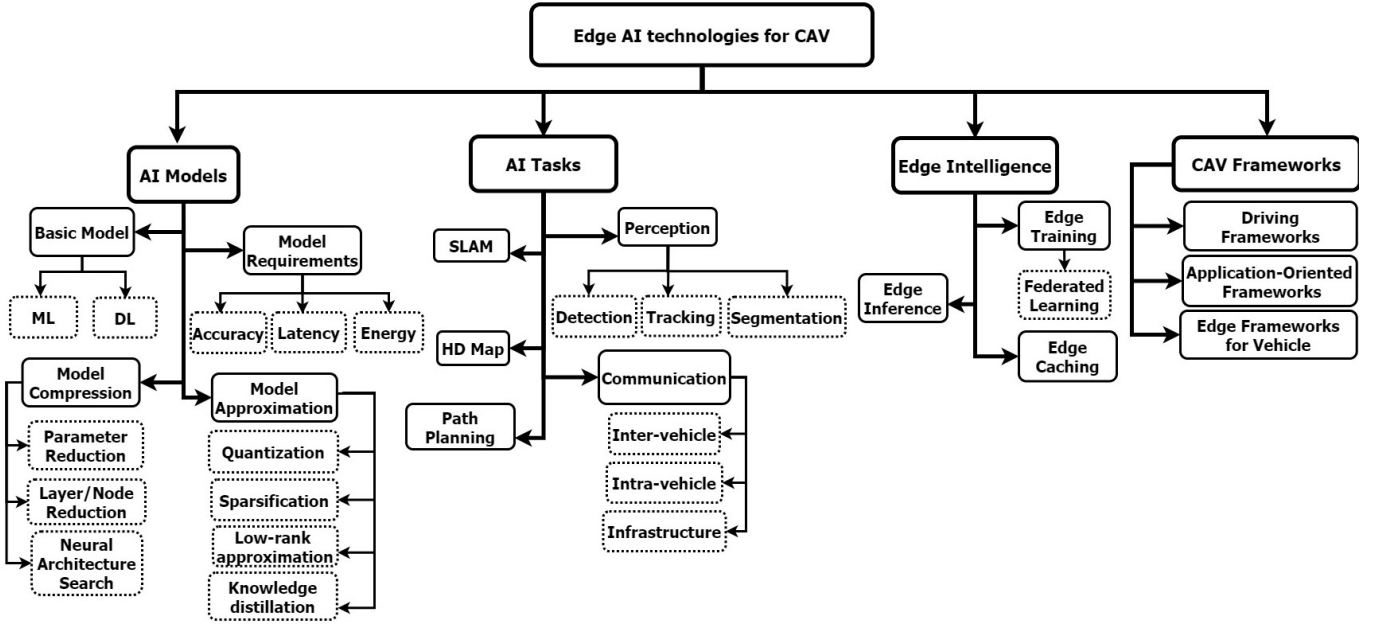 Edge AI technologies for CAV
AI Models
Basic Model
ML
DL
Model
Requirements
Accuracy
Latency
Energy
Model
Compression
Parameter
Reduction
Layer/Node
Reduction
Neural
Architecture
Search
Model
Approximation
Quantization
Sparsification
Low-rank
approximation
Knowledge
distillation
AI Tasks
SLAM
Perception
Detection
Tracking
Segmentation
HD Map
Communication
Inter-vehicle
Intra-vehicle
Infrastructure
Path
Planning
Edge Intelligence
Edge
Training
Federated
Learning
Edge
Inference
Edge
Caching
CAV Frameworks
Driving
Frameworks
Application-Oriented
Frameworks
Edge Frameworks
for Vehicle